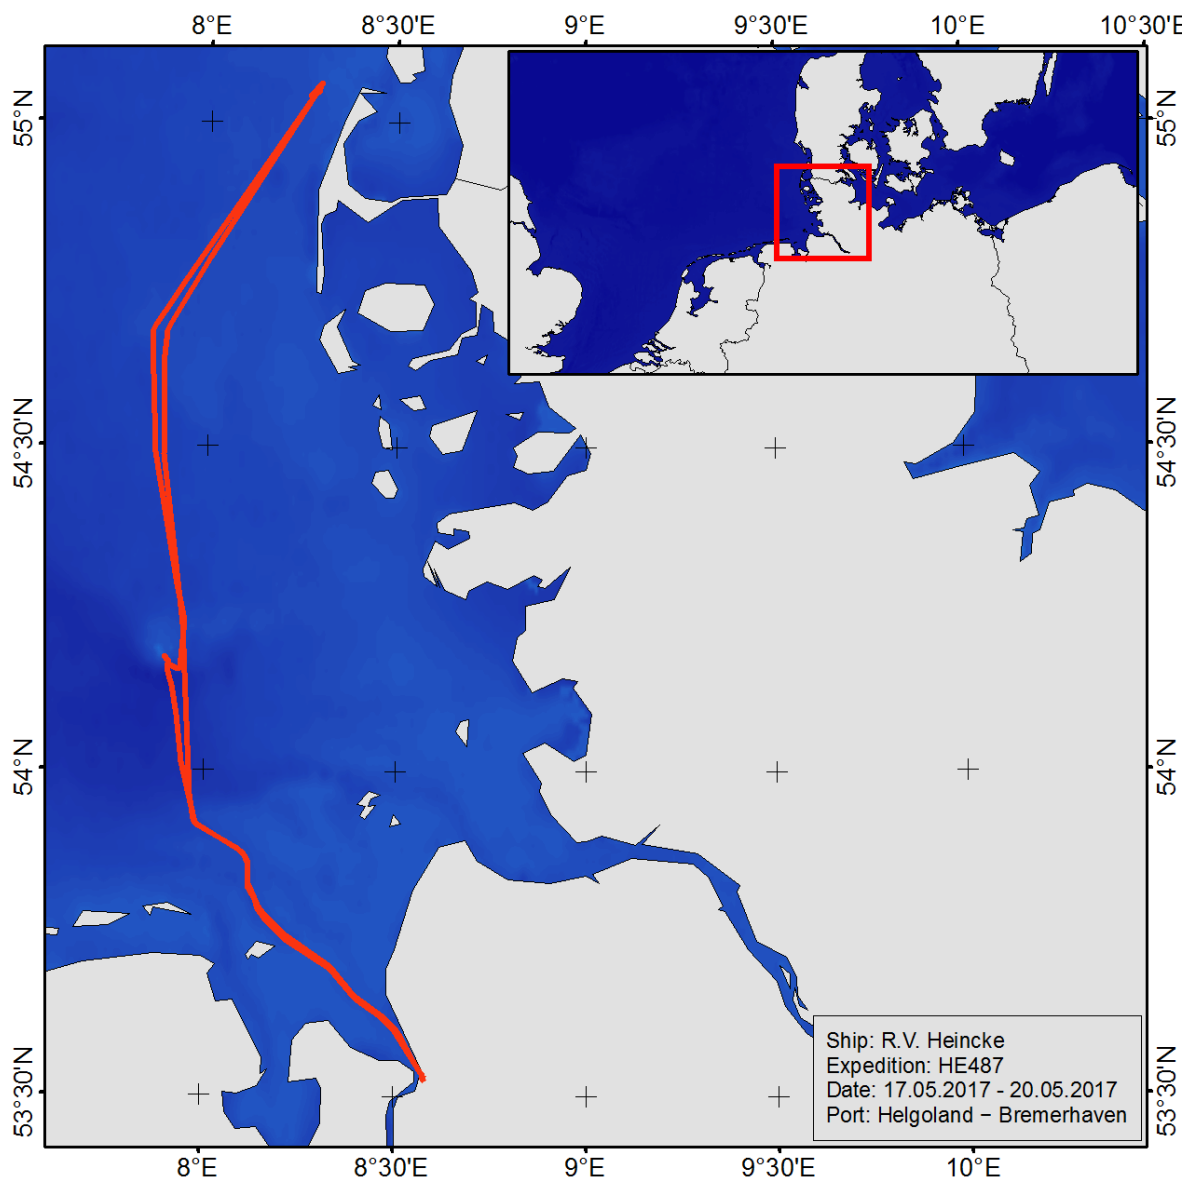 8°E 8°30'E 9°E 9°30'E 10°E 10°30'E
55°N 55°N
54°30'N 54°30'N
54°N 54°N
53°30'N 53°30'N
Ship: R.V. Heincke
Expedition: HE487
Date: 17.05.2017 - 20.05.2017
Port: Helgoland − Bremerhaven
8°E 8°30'E 9°E 9°30'E 10°E